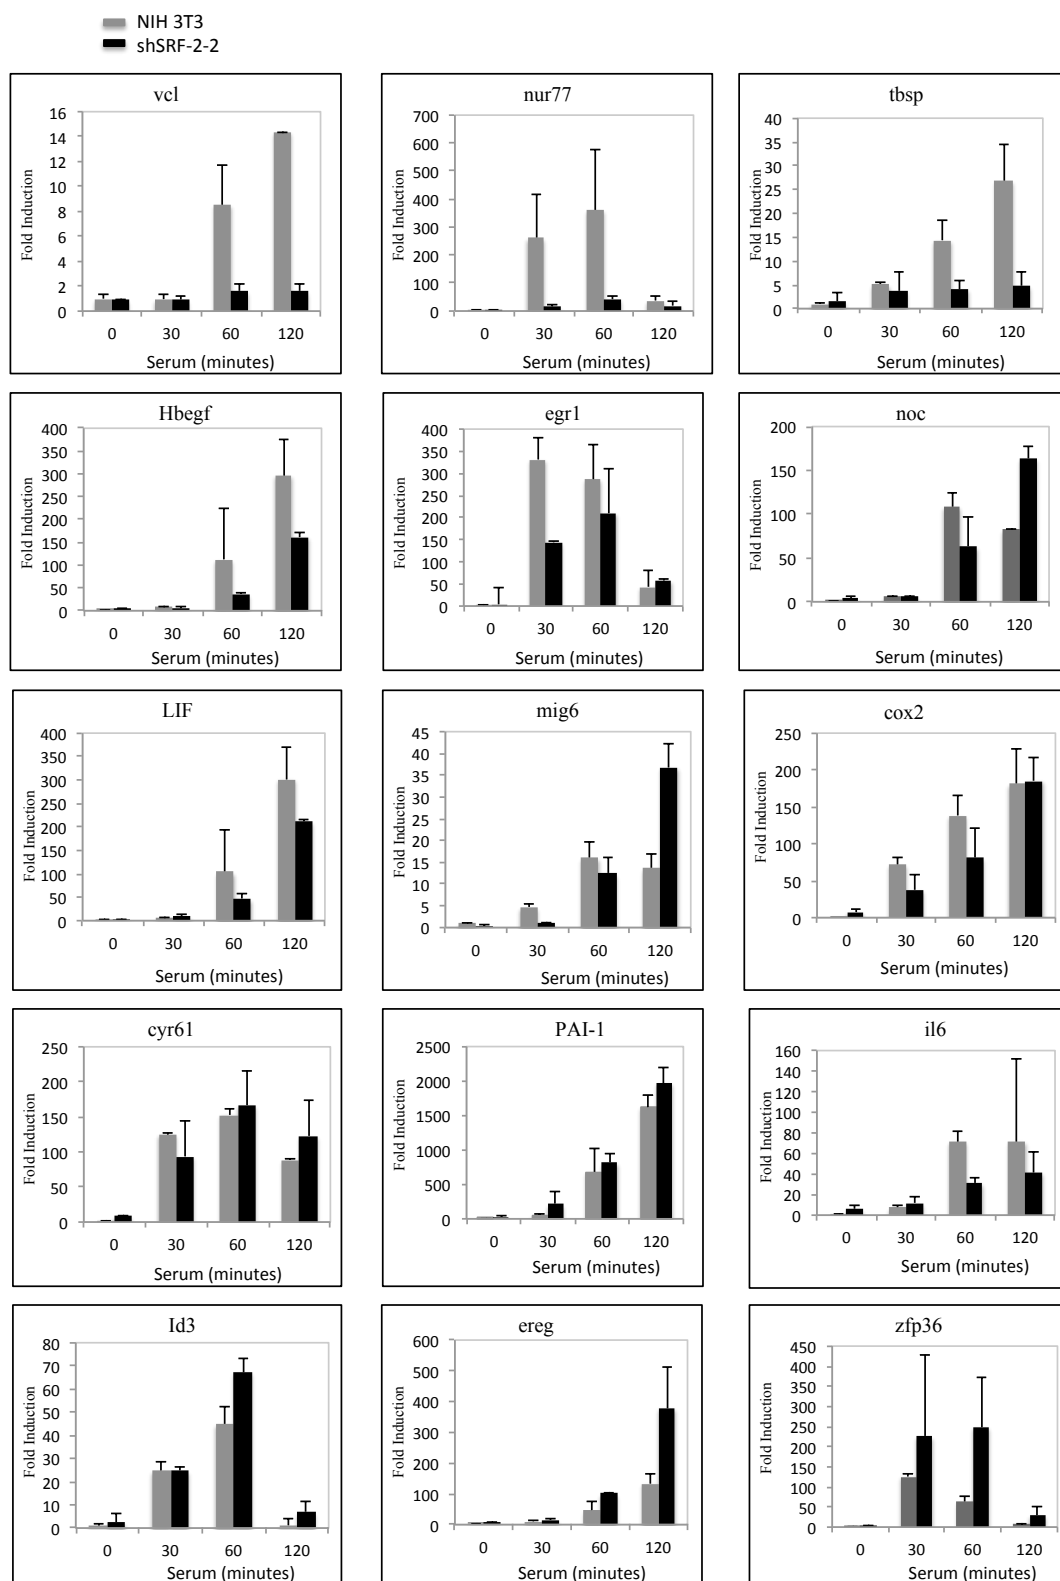 NIH 3T3
shSRF-2-2
vcl
Fold Induction
16
14
12
10
8
6
4
2
0
0 30 60 120
Serum (minutes)
nur77
Fold Induction
700
600
500
400
300
200
100
0
0 30 60 120
Serum (minutes)
tbsp
Fold Induction
40
35
30
25
20
15
10
5
0
0 30 60 120
Serum (minutes)
Hbegf
Fold Induction
400
350
300
250
200
150
100
50
0
0 30 60 120
Serum (minutes)
egr1
Fold Induction
400
350
300
250
200
150
100
50
0
0 30 60 120
Serum (minutes)
noc
Fold Induction
200
150
100
50
0
0 30 60 120
Serum (minutes)
LIF
Fold Induction
400
350
300
250
200
150
100
50
0
0 30 60 120
Serum (minutes)
mig6
Fold Induction
45
40
35
30
25
20
15
10
5
0
0 30 60 120
Serum (minutes)
cox2
Fold Induction
250
200
150
100
50
0
0 30 60 120
Serum (minutes)
cyr61
Fold Induction
200
150
100
50
0
0 30 60 120
Serum (minutes)
PAI-1
Fold Induction
2500
2000
1500
1000
500
0
0 30 60 120
Serum (minutes)
il6
Fold Induction
160
140
120
100
80
60
40
20
0
0 30 60 120
Serum (minutes)
Id3
Fold Induction
80
70
60
50
40
30
20
10
0
0 30 60 120
Serum (minutes)
ereg
Fold Induction
600
500
400
300
200
100
0
0 30 60 120
Serum (minutes)
zfp36
Fold Induction
450
400
350
300
250
200
150
100
50
0
0 30 60 120
Serum (minutes)